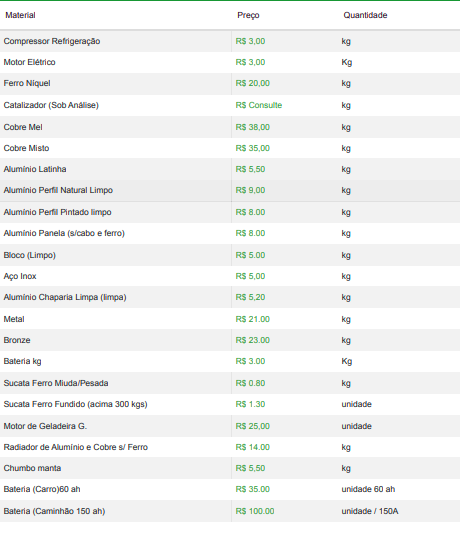 Material Preço Quantidade
Compressor Refrigeração R$ 3,00 kg
Motor Elétrico R$ 3,00 Kg
Ferro Níquel R$ 20,00 kg
Catalizador (Sob Análise) R$ Consulte kg
Cobre Mel R$ 38,00 kg
Cobre Misto R$ 35,00 kg
Alumínio Latinha R$ 5,50 kg
Alumínio Perfil Natural Limpo R$ 9,00 kg
Alumínio Perfil Pintado limpo R$ 8.00 kg
Alumínio Panela (s/cabo e ferro) R$ 8.00 kg
Bloco (Limpo) R$ 5.00 kg
Aço Inox R$ 5,00 kg
Alumínio Chaparia Limpa (limpa) R$ 5,20 kg
Metal R$ 21.00 kg
Bronze R$ 23.00 kg
Bateria kg R$ 3.00 Kg
Sucata Ferro Miuda/Pesada R$ 0.80 kg
Sucata Ferro Fundido (acima 300 kgs) R$ 1.30 unidade
Motor de Geladeira G. R$ 25,00 unidade
Radiador de Alumínio e Cobre s/ Ferro R$ 14.00 kg
Chumbo manta R$ 5,50 kg
Bateria (Carro)60 ah R$ 35.00 unidade 60 ah
Bateria (Caminhão 150 ah) R$ 100.00 unidade / 150A